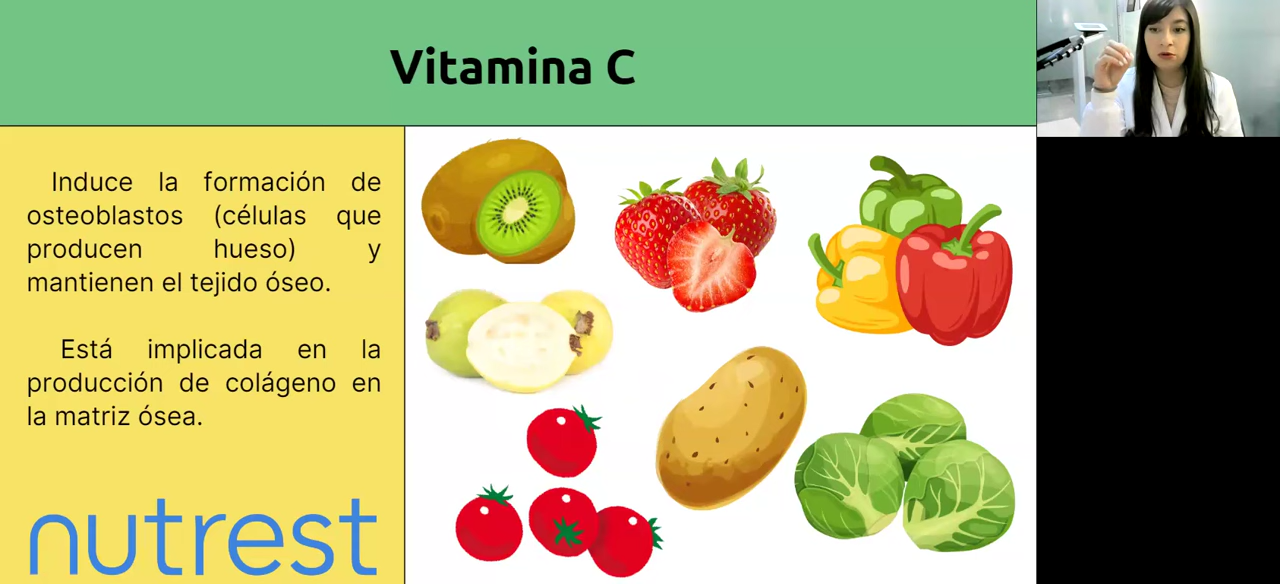 Vitamina C
Induce la formación de
osteoblastos (células que
producen hueso) y
mantienen el tejido óseo.
Está implicada en la
producción de colágeno en
la matriz ósea.
nutrest